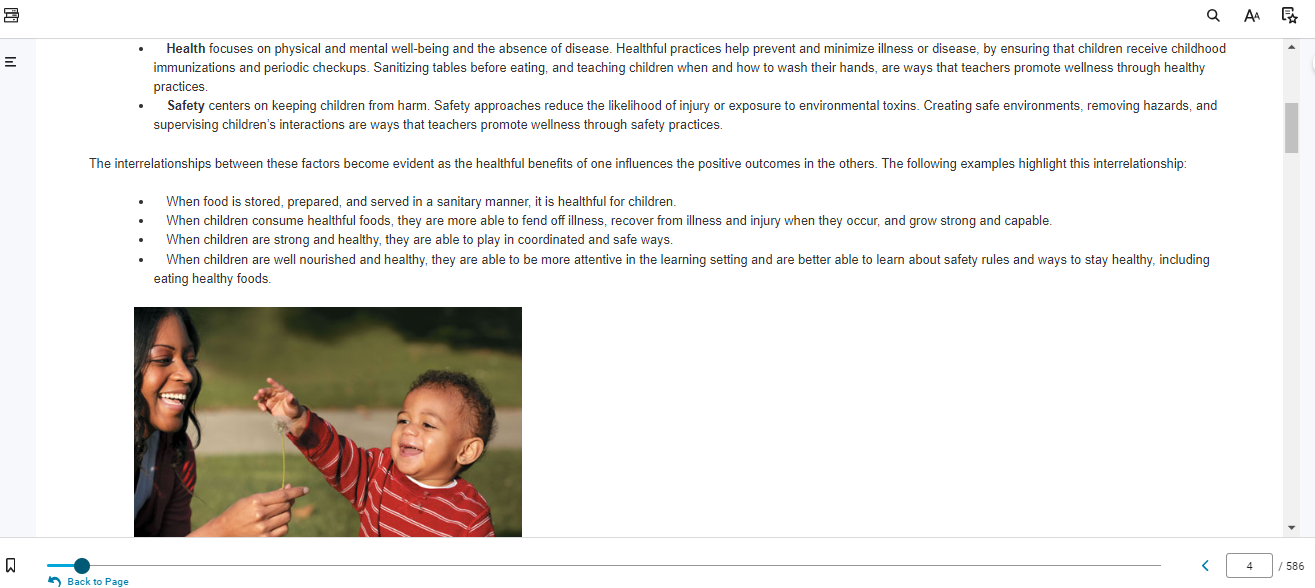 AA
• Health focuses on physical and mental well-being and the absence of disease. Healthful practices help prevent and minimize illness or disease, by ensuring that children receive childhood
immunizations and periodic checkups. Sanitizing tables before eating, and teaching children when and how to wash their hands, are ways that teachers promote wellness through healthy
practices.
• Safety centers on keeping children from harm. Safety approaches reduce the likelihood of injury or exposure to environmental toxins. Creating safe environments, removing hazards, and
supervising children's interactions are ways that teachers promote wellness through safety practices.
The interrelationships between these factors become evident as the healthful benefits of one influences the positive outcomes in the others. The following examples highlight this interrelationship:
• When food is stored, prepared, and served in a sanitary manner, it is healthful for children.
• When children consume healthful foods, they are more able to fend off illness, recover from illness and injury when they occur, and grow strong and capable.
• When children are strong and healthy, they are able to play in coordinated and safe ways.
• When children are well nourished and healthy, they are able to be more attentive in the learning setting and are better able to learn about safety rules and ways to stay healthy, including
eating healthy foods.
4 / 586
Back to Page